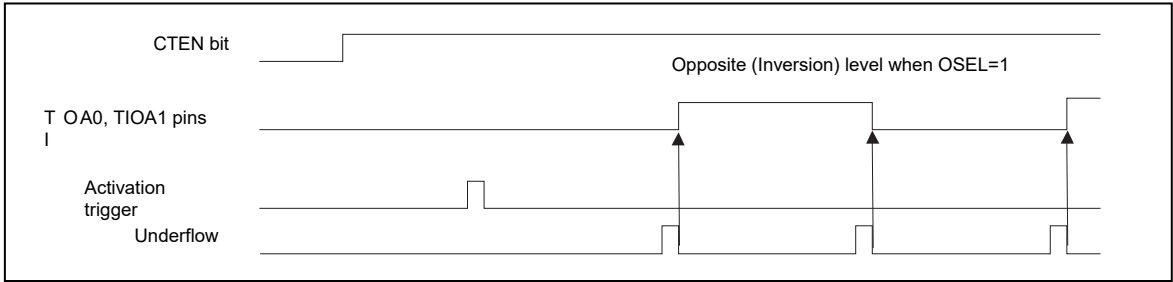 CTEN bit
Opposite (Inversion) level when OSEL=1
T OA0, TIOA1 pins
I
Activation
trigger
Underflow